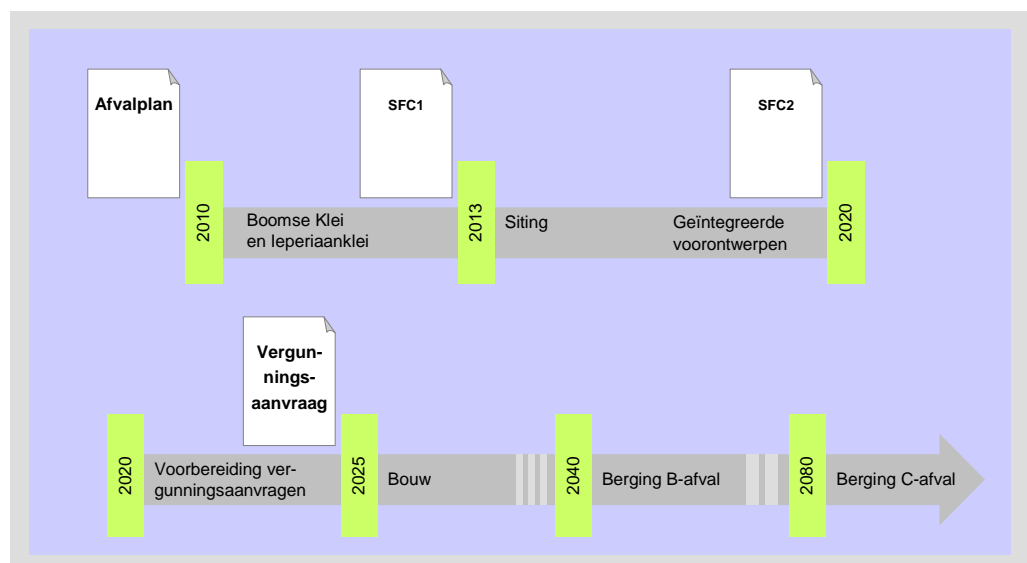 Afvalplan
SFC1
SFC2
2010
Boomse Klei
en Ieperiaanklei
2013
Siting
Geïntegreerde
voorontwerpen
2020
Vergun-
nings-
aanvraag
2020
Voorbereiding ver-
gunningsaanvragen
2025
Bouw
2040
Berging B-afval
2080
Berging C-afval